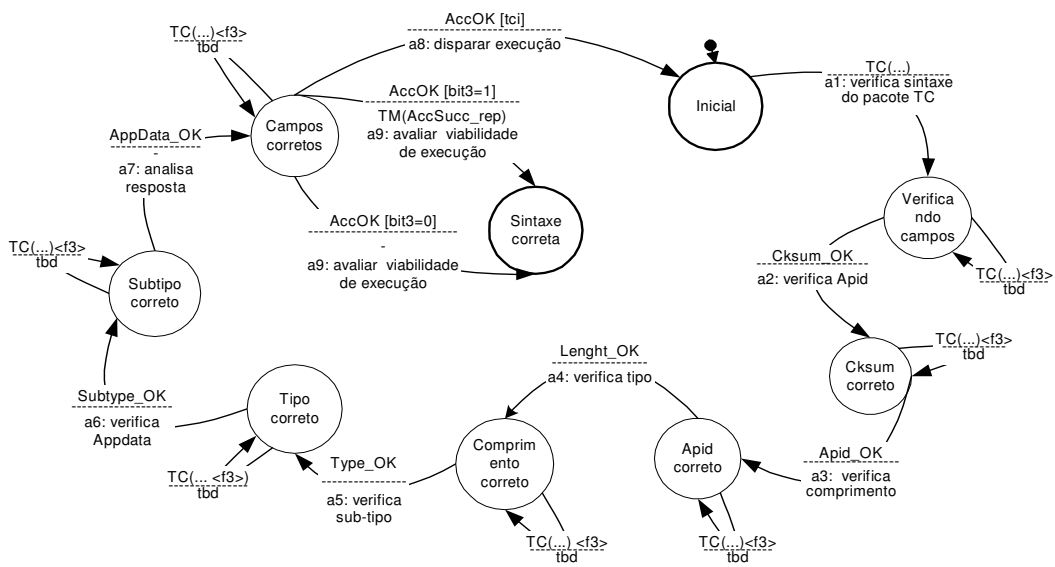 TC(...)<f3>
tbd
AccOK [tci]
a8: disparar execução
Inicial
TC(...)
a1: verifica sintaxe
do pacote TC
Campos
corretos
AccOK [bit3=1]
TM(AccSucc_rep)
a9: avaliar viabilidade
de execução
AppData_OK
-
a7: analisa
resposta
AccOK [bit3=0]
-
a9: avaliar viabilidade
de execução
Sintaxe
correta
Verifica
ndo
campos
TC(...)<f3>
tbd
Cksum_OK
a2: verifica Apid
TC(...)<f3>
tbd
Subtipo
correto
Cksum
correto
TC(...)<f3>
tbd
Lenght_OK
a4: verifica tipo
Subtype_OK
a6: verifica
Appdata
Tipo
correto
TC(... <f3>)
tbd
Type_OK
a5: verifica
sub-tipo
Comprim
ento
correto
TC(...) <f3>
tbd
Apid
correto
TC(...)<f3>
tbd
Apid_OK
a3: verifica
comprimento